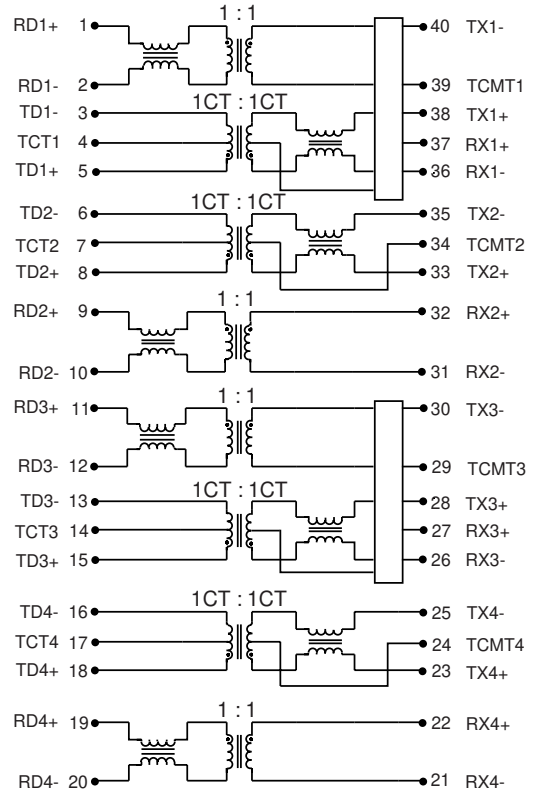 1 : 1
RD1+ 1 40 TX1-
RD1- 2 39 TCMT1
1CT : 1CT
TD1- 3 38 TX1+
TCT1 4 37 RX1+
TD1+ 5 36 RX1-
1CT : 1CT
TD2- 6 35 TX2-
TCT2 7 34 TCMT2
TD2+ 8 33 TX2+
1 : 1
RD2+ 9 32 RX2+
RD2- 10 31 RX2-
1 : 1
RD3+ 11 30 TX3-
RD3- 12 29 TCMT3
1CT : 1CT
TD3- 13 28 TX3+
TCT3 14 27 RX3+
TD3+ 15 26 RX3-
1CT : 1CT
TD4- 16 25 TX4-
TCT4 17 24 TCMT4
TD4+ 18 23 TX4+
1 : 1
RD4+ 19 22 RX4+
RD4- 20 21 RX4-